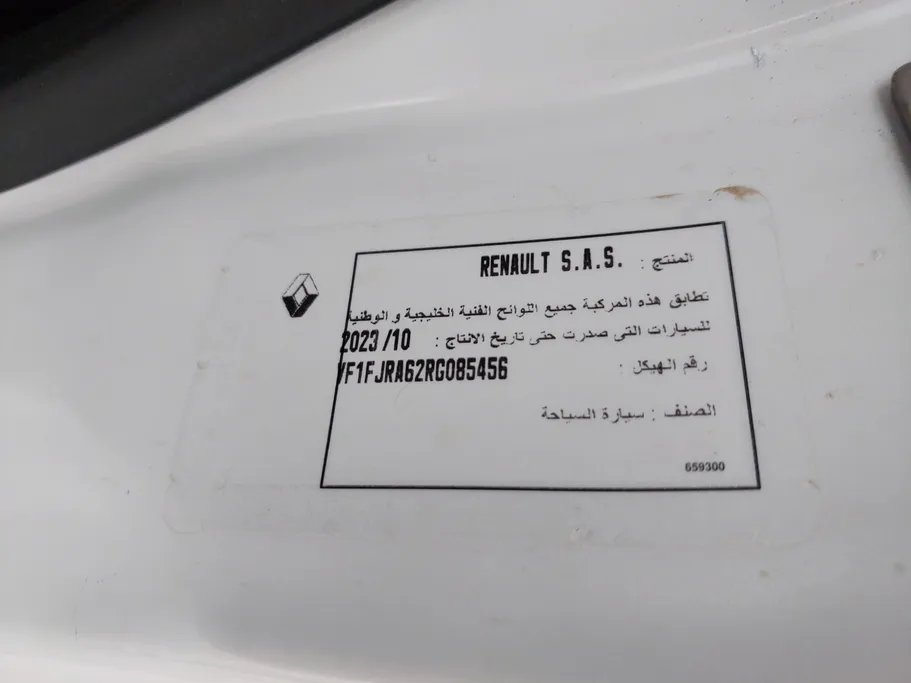 المنتج : RENAULT S.A.S.
تطابق هذه المركبة جميع اللوائح الفنية الخليجية و الوطنية
للسيارات التى صدرت حتى تاريخ الانتاج : 2023/10
رقم الهيكل : VF1FJRA62RG085456
الصنف : سيارة السياحة
659300